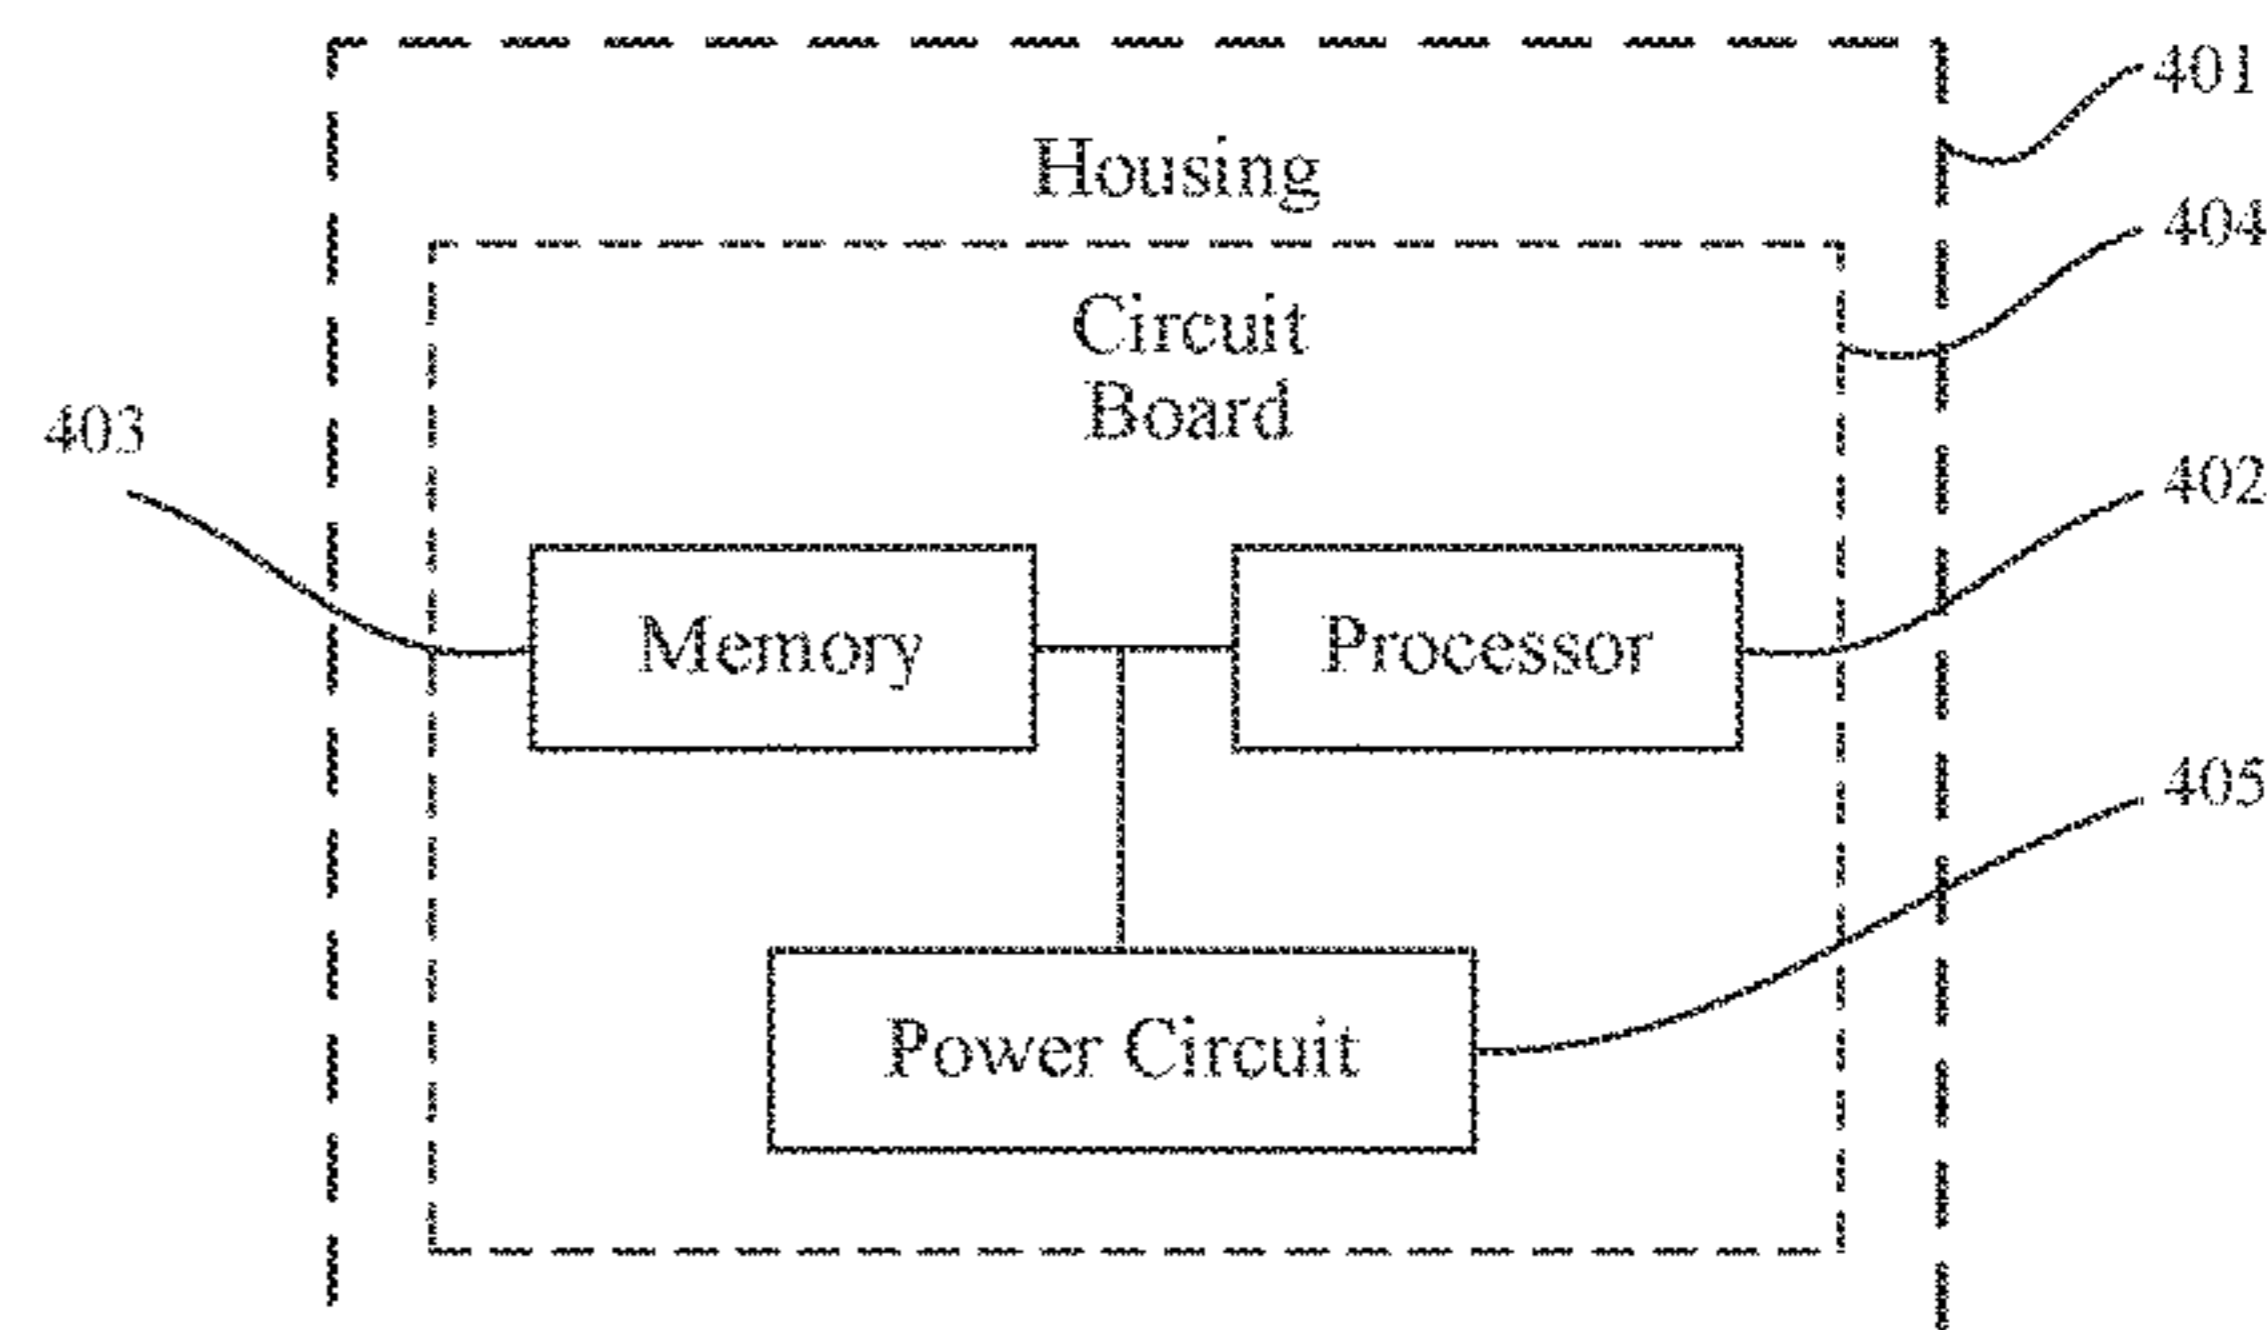 401
Housing
404
Circuit
Board
403
402
Memory
Processor
405
Power Circuit